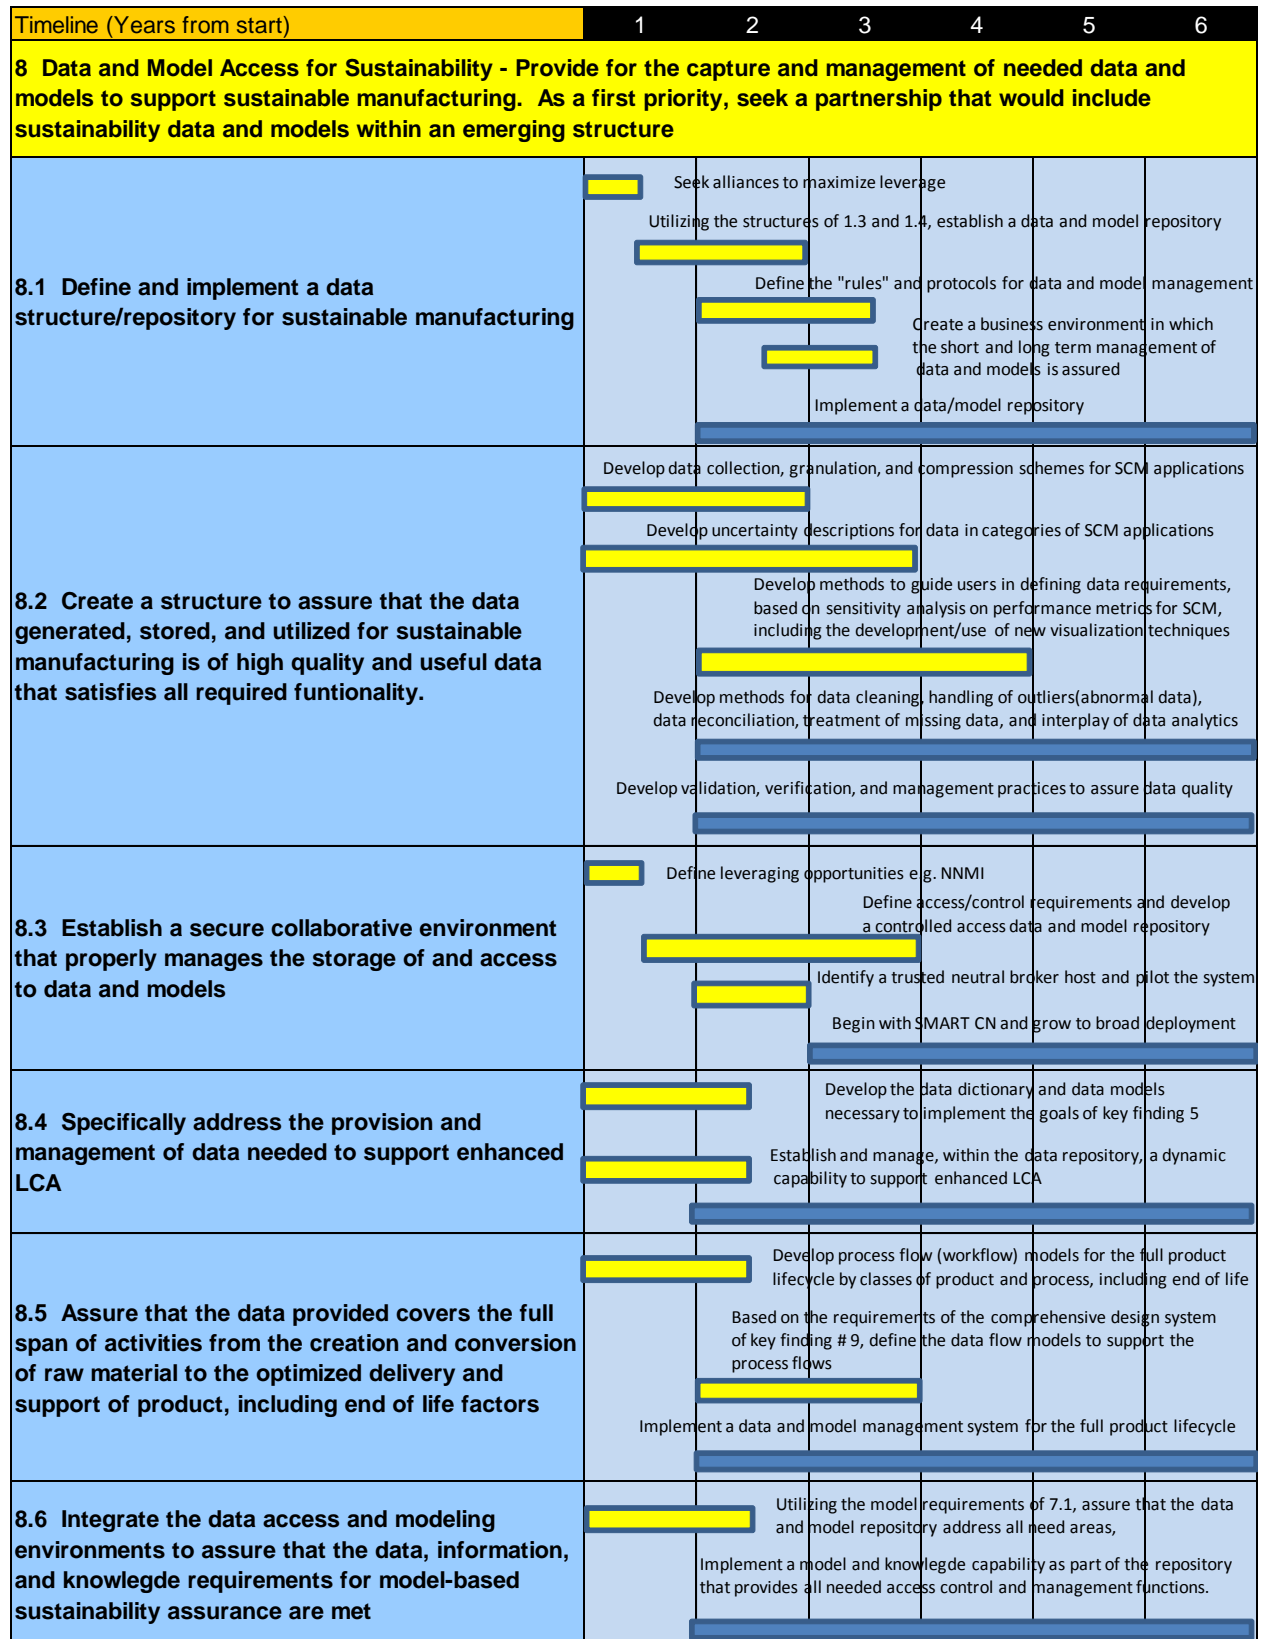 Timeline (Years from start) 1 2 3 4 5 6
8 Data and Model Access for Sustainability - Provide for the capture and management of needed data and
models to support sustainable manufacturing. As a first priority, seek a partnership that would include
sustainability data and models within an emerging structure
8.1 Define and implement a data
structure/repository for sustainable manufacturing
Seek alliances to maximize leverage
Utilizing the structures of 1.3 and 1.4, establish a data and model repository
Define the "rules" and protocols for data and model management
Create a business environment in which
the short and long term management of
data and models is assured
Implement a data/model repository
8.2 Create a structure to assure that the data
generated, stored, and utilized for sustainable
manufacturing is of high quality and useful data
that satisfies all required funtionality.
Develop data collection, granulation, and compression schemes for SCM applications
Develop uncertainty descriptions for data in categories of SCM applications
Develop methods to guide users in defining data requirements,
based on sensitivity analysis on performance metrics for SCM,
including the development/use of new visualization techniques
Develop methods for data cleaning, handling of outliers(abnormal data),
data reconciliation, treatment of missing data, and interplay of data analytics
Develop validation, verification, and management practices to assure data quality
8.3 Establish a secure collaborative environment
that properly manages the storage of and access
to data and models
Define leveraging opportunities e.g. NNMI
Define access/control requirements and develop
a controlled access data and model repository
Identify a trusted neutral broker host and pilot the system
Begin with SMART CN and grow to broad deployment
8.4 Specifically address the provision and
management of data needed to support enhanced
LCA
Develop the data dictionary and data models
necessary to implement the goals of key finding 5
Establish and manage, within the data repository, a dynamic
capability to support enhanced LCA
8.5 Assure that the data provided covers the full
span of activities from the creation and conversion
of raw material to the optimized delivery and
support of product, including end of life factors
Develop process flow (workflow) models for the full product
lifecycle by classes of product and process, including end of life
Based on the requirements of the comprehensive design system
of key finding # 9, define the data flow models to support the
process flows
Implement a data and model management system for the full product lifecycle
8.6 Integrate the data access and modeling
environments to assure that the data, information,
and knowlegde requirements for model-based
sustainability assurance are met
Utilizing the model requirements of 7.1, assure that the data
and model repository address all need areas,
Implement a model and knowlegde capability as part of the repository
that provides all needed access control and management functions.